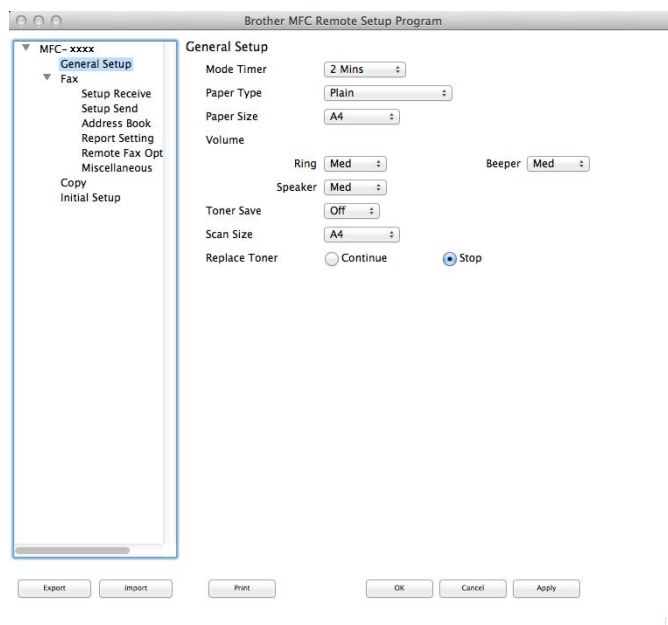 Brother MFC Remote Setup Program
MFC- xxxx
General Setup
Fax
Setup Receive
Setup Send
Address Book
Report Setting
Remote Fax Opt
Miscellaneous
Copy
Initial Setup
General Setup
Mode Timer 2 Mins
Paper Type Plain
Paper Size A4
Volume
Ring Med Beeper Med
Speaker Med
Toner Save Off
Scan Size A4
Replace Toner Continue Stop
Export Import Print OK Cancel Apply